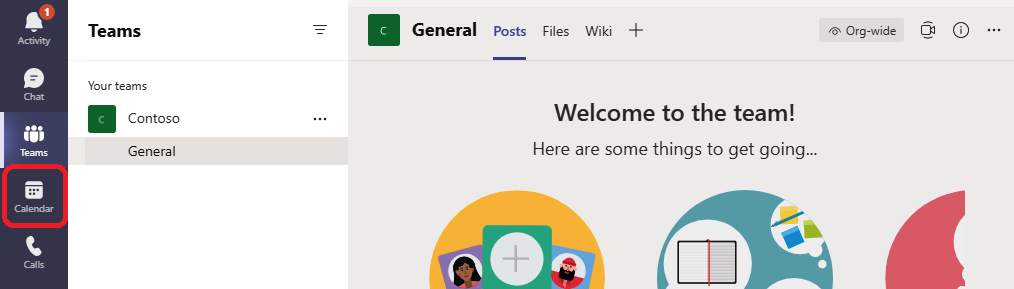 1
Activity
Chat
Teams
Calendar
Calls
Teams
Your teams
C Contoso
General
C General Posts Files Wiki Org-wide
Welcome to the team!
Here are some things to get going...